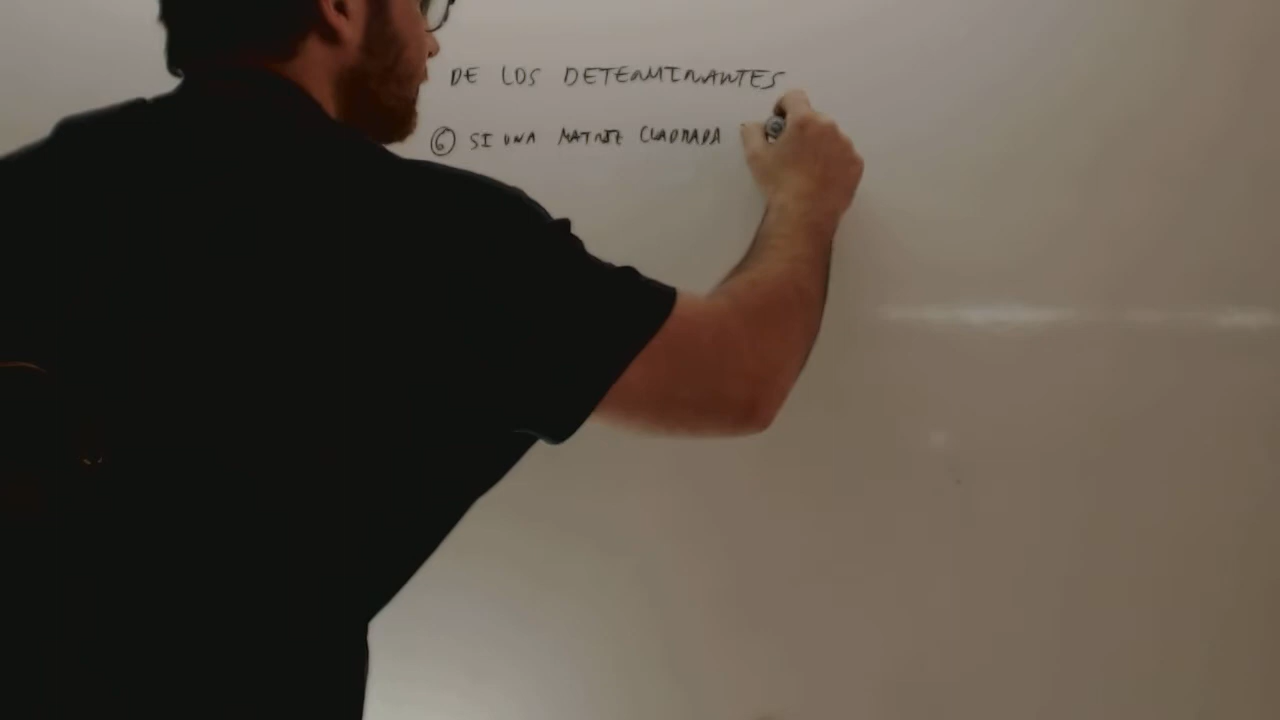 DE LOS DETERMINANTES
⑥ SI UNA MATRIZ CUADRADA